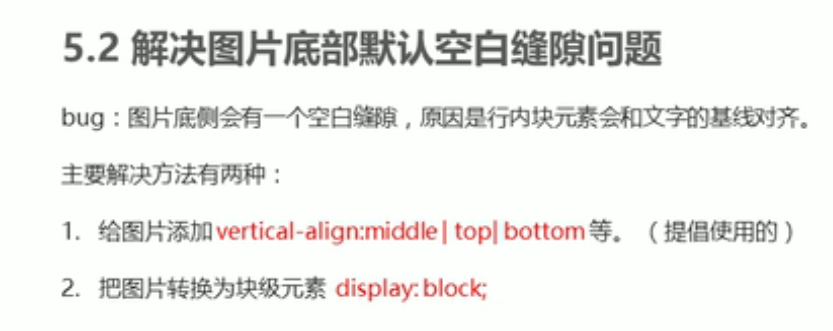 5.2 解决图片底部默认空白缝隙问题
bug：图片底侧会有一个空白缝隙，原因是行内块元素会和文字的基线对齐。
主要解决方法有两种：
1. 给图片添加 vertical-align:middle | top| bottom 等。（提倡使用的）
2. 把图片转换为块级元素 display: block;